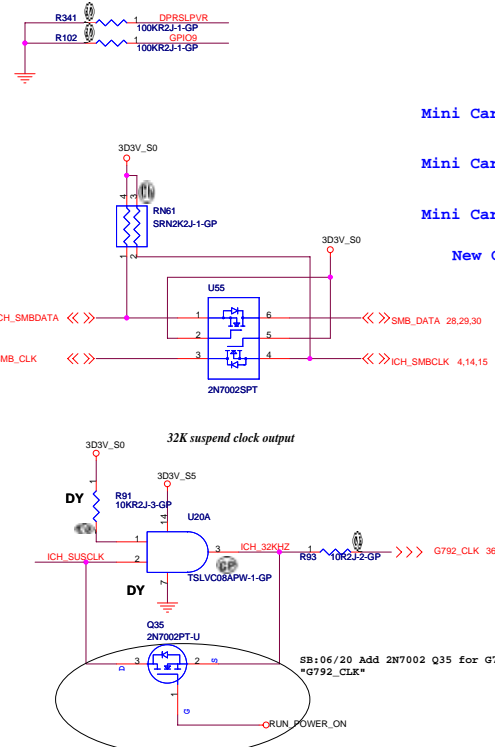 R341 1 DPRSLPVR
100KR2J-1-GP
R102 1 GPIO9
100KR2J-1-GP
Mini Car
Mini Car
Mini Car
New
3D3V_S0
4 3
RN61
SRN2K2J-1-GP
1 2
3D3V_S0
U55
CH_SMBDATA 1 6 SMB_DATA 28,29,30
2 5
MB_CLK 3 4 ICH_SMBCLK 4,14,15
2N7002SPT
32K suspend clock output
3D3V_S0
3D3V_S5
1
DY R91
10KR2J-3-GP
14
U20A
1
ICH_SUSCLK 2
3 ICH_32KHZ
R93 1 10R2J-2-GP
G792_CLK 36
GP
TSLVC08APW-1-GP
7
DY
Q35
2N7002PT-U
D 3 2 S
1
G
RUN_POWER_ON
SB:06/20 Add 2N7002 Q35 for G7
"G792_CLK"